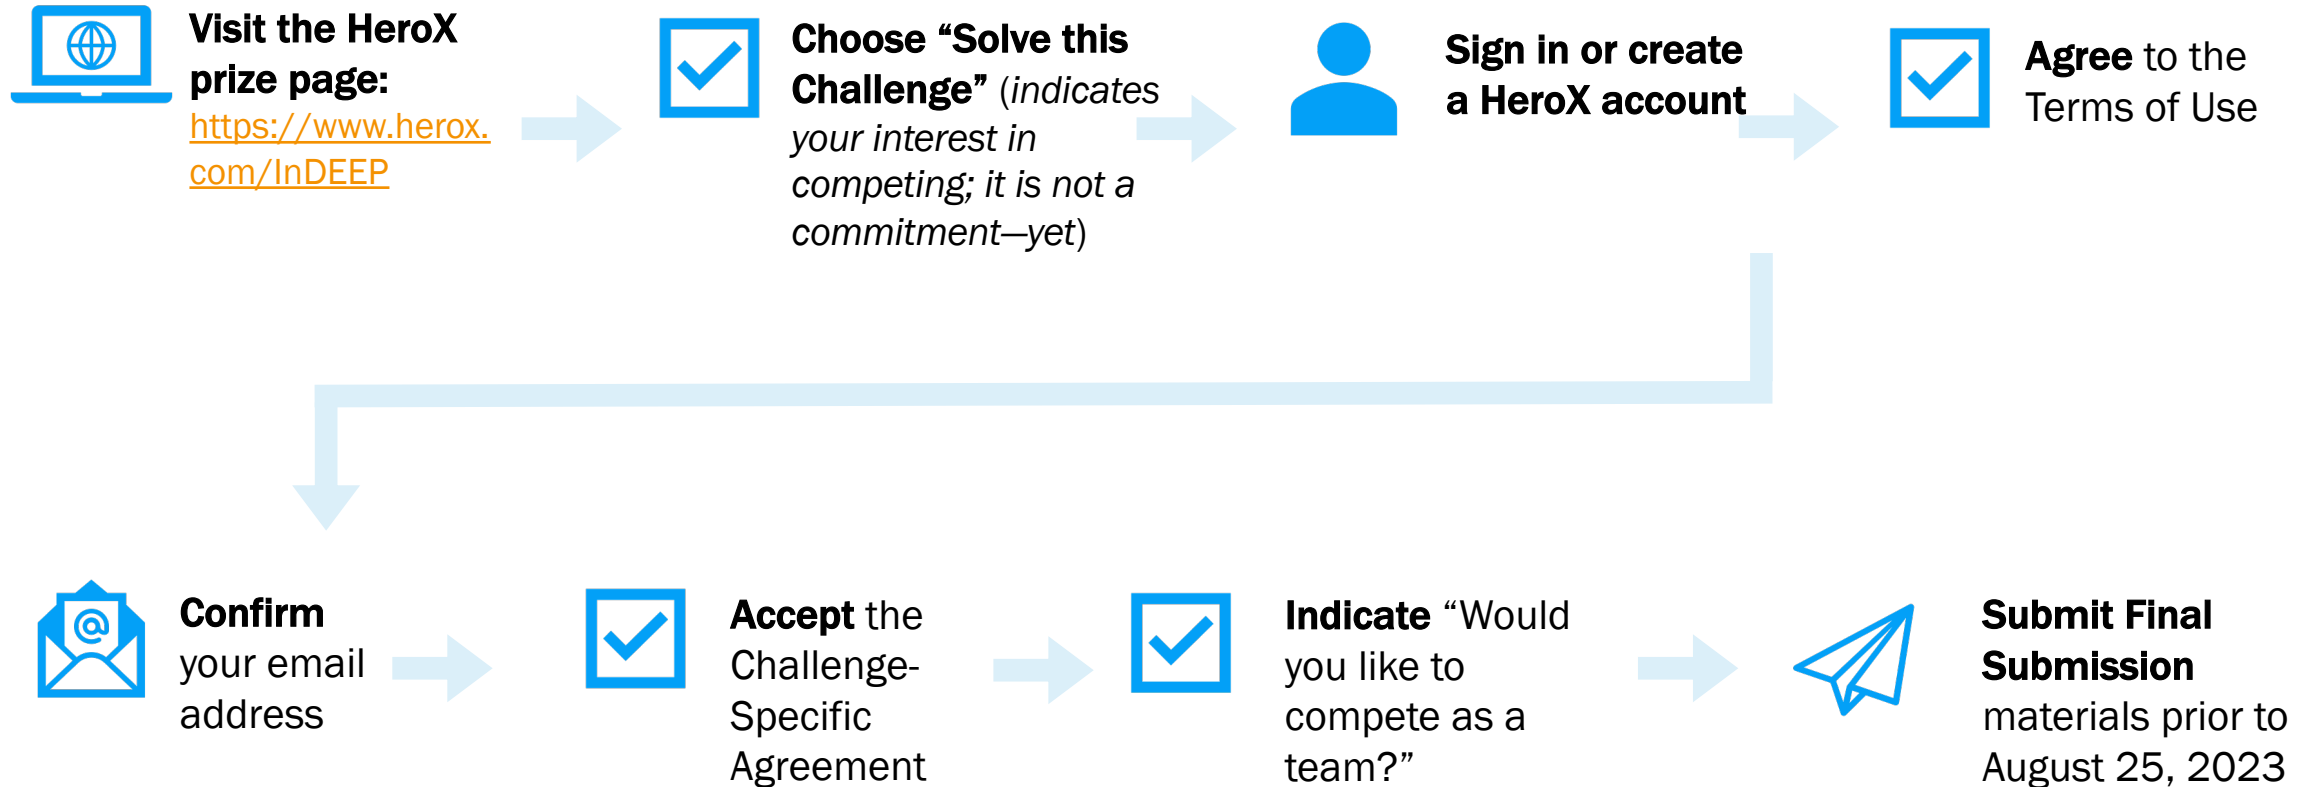 Visit the HeroX
prize page:
https://www.herox.
com/InDEEP
Choose “Solve this
Challenge” (indicates
your interest in
competing; it is not a
commitment—yet)
Sign in or create
a HeroX account
Agree to the
Terms of Use
@
Confirm
your email
address
Accept the
Challenge-
Specific
Agreement
Indicate “Would
you like to
compete as a
team?”
Submit Final
Submission
materials prior to
August 25, 2023